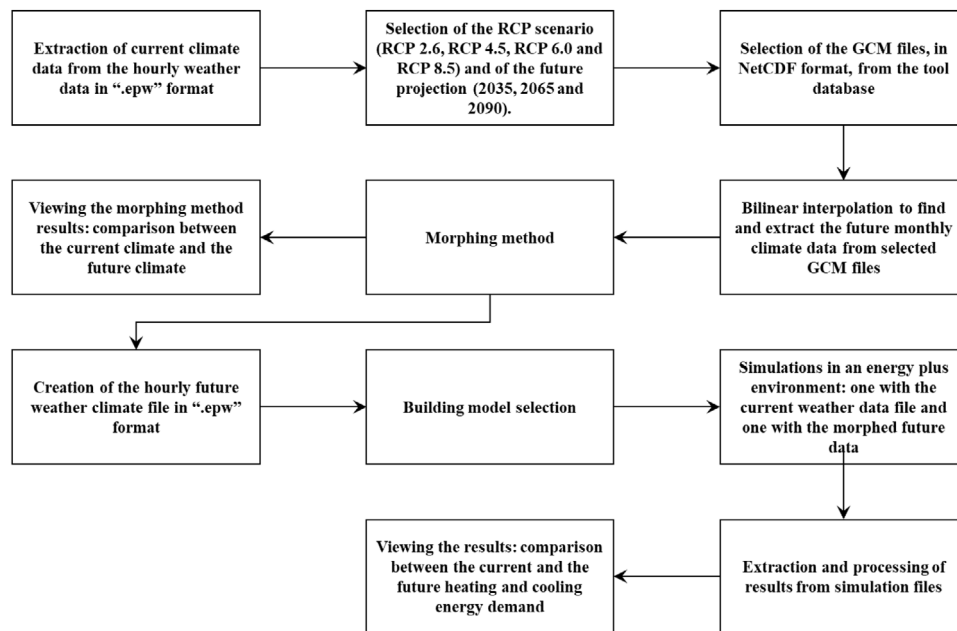 Extraction of current climate
data from the hourly weather
data in “.epw” format
Selection of the RCP scenario
(RCP 2.6, RCP 4.5, RCP 6.0 and
RCP 8.5) and of the future
projection (2035, 2065 and
2090).
Selection of the GCM files, in
NetCDF format, from the tool
database
Viewing the morphing method
results: comparison between
the current climate and the
future climate
Morphing method
Bilinear interpolation to find
and extract the future monthly
climate data from selected
GCM files
Creation of the hourly future
weather climate file in “.epw”
format
Building model selection
Simulations in an energy plus
environment: one with the
current weather data file and
one with the morphed future
data
Viewing the results: comparison
between the current and the
future heating and cooling
energy demand
Extraction and processing of
results from simulation files